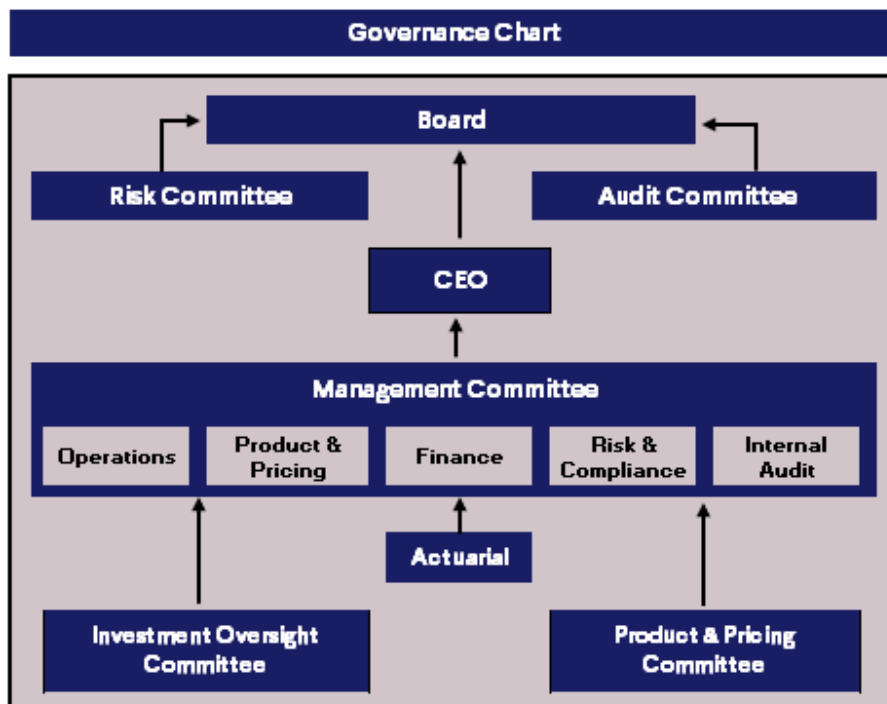 Governance Chart
Board
Risk Committee
Audit Committee
CEO
Management Committee
Operations
Product &
Pricing
Finance
Risk &
Compliance
Internal
Audit
Actuarial
Investment Oversight
Committee
Product & Pricing
Committee